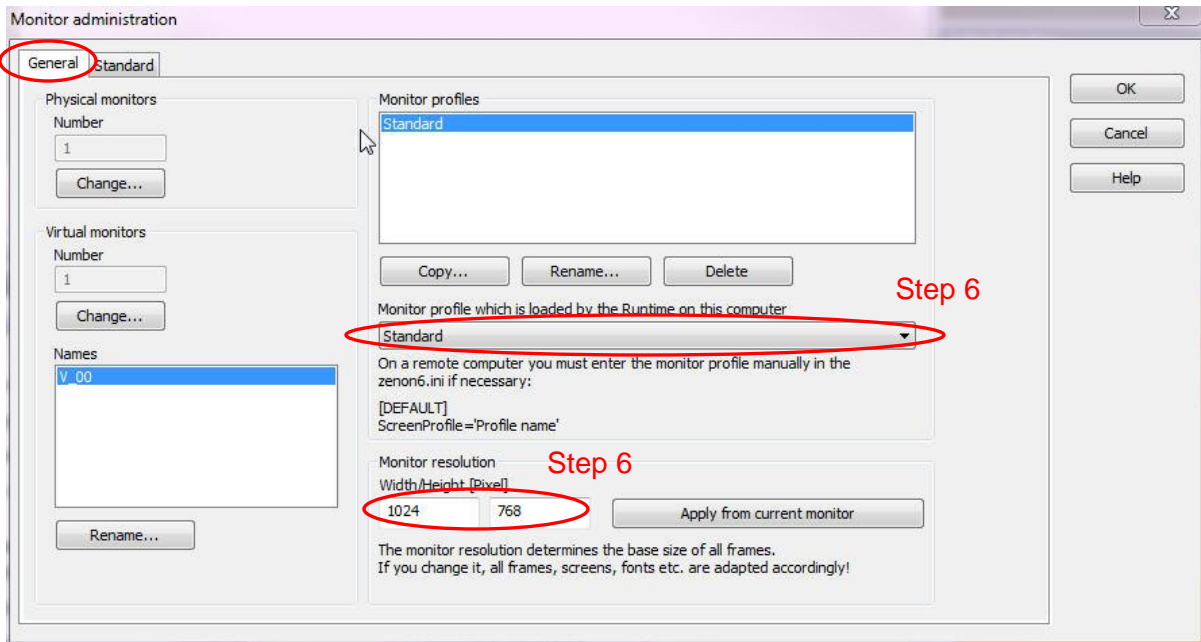 Monitor administration
General Standard
Physical monitors
Number
1
Change...
Virtual monitors
Number
1
Change...
Names
V_00
Rename...
Monitor profiles
Standard
Copy... Rename... Delete
Step 6
Monitor profile which is loaded by the Runtime on this computer
Standard
On a remote computer you must enter the monitor profile manually in the
zenon6.ini if necessary:
[DEFAULT]
ScreenProfile='Profile name'
Monitor resolution
Step 6
Width/Height [Pixel]
1024 768 Apply from current monitor
The monitor resolution determines the base size of all frames.
If you change it, all frames, screens, fonts etc. are adapted accordingly!
OK
Cancel
Help